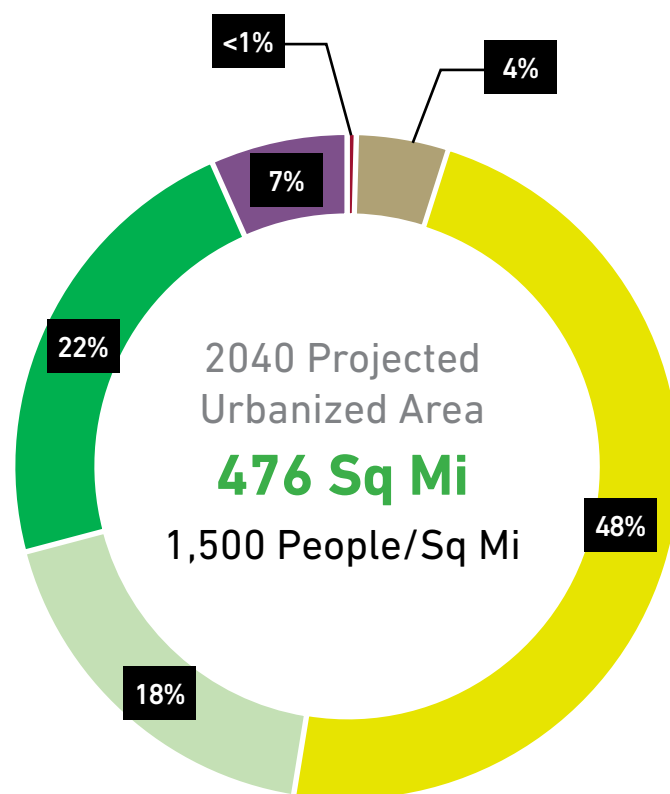 <1%
4%
7%
22%
2040 Projected
Urbanized Area
476 Sq Mi
1,500 People/Sq Mi
48%
18%